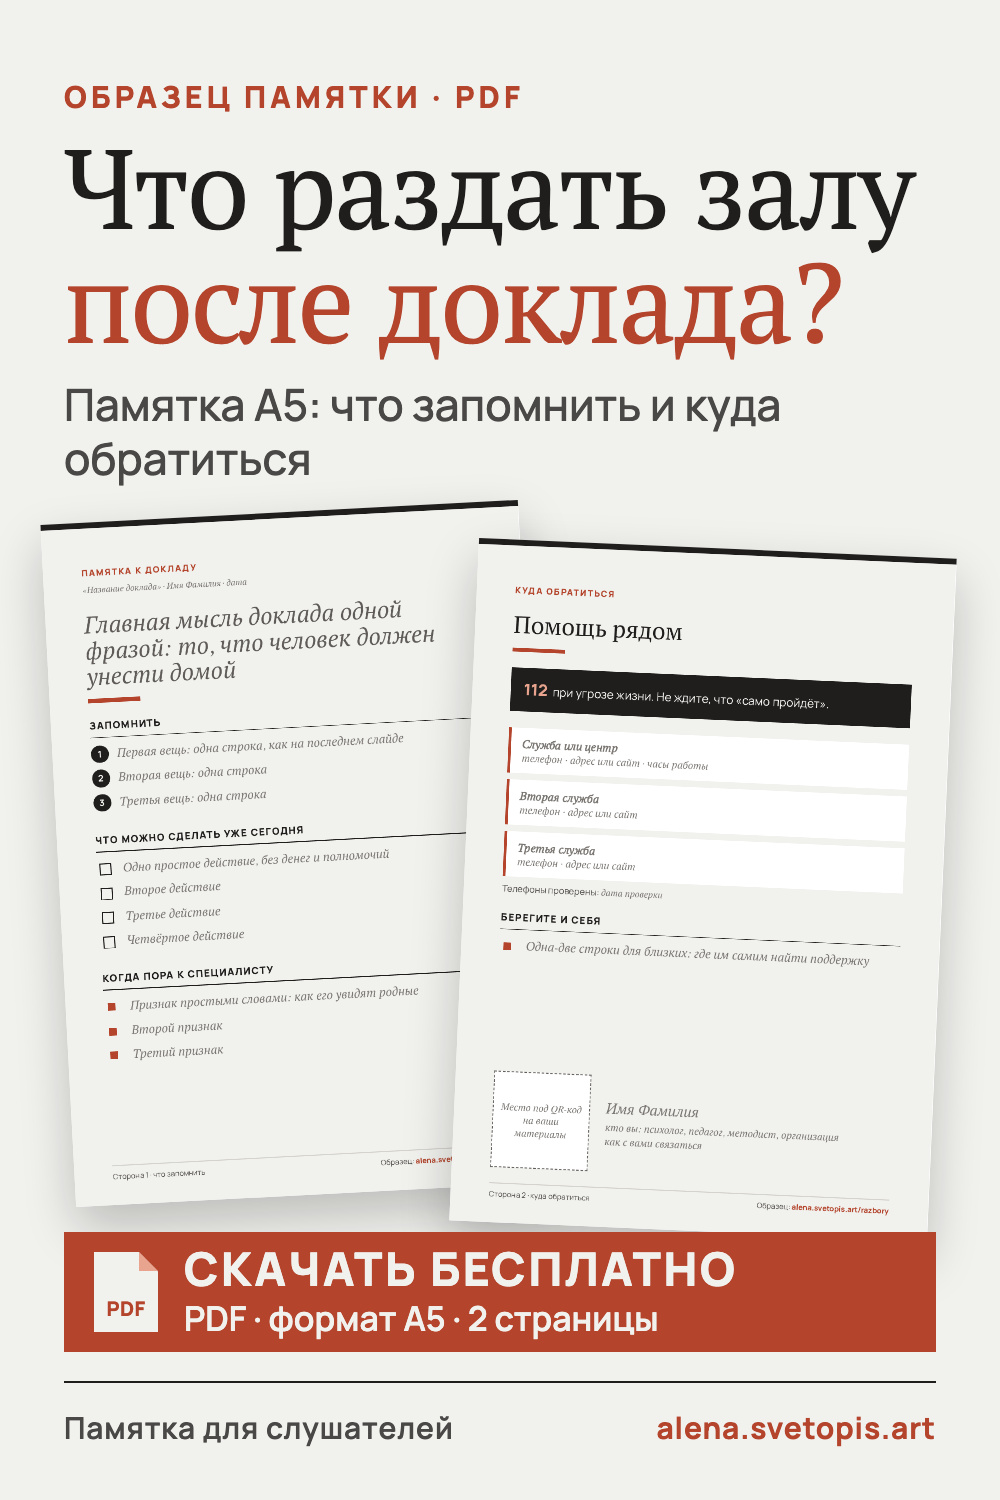 ОБРАЗЕЦ ПАМЯТКИ · PDF
Что раздать залу
после доклада?
Памятка А5: что запомнить и куда
обратиться
ПАМЯТКА К ДОКЛАДУ
«Название доклада» · Имя Фамилия · дата
Главная мысль доклада одной
фразой: то, что человек должен
унести домой
ЗАПОМНИТЬ
1 Первая вещь: одна строка, как на последнем слайде
2 Вторая вещь: одна строка
3 Третья вещь: одна строка
ЧТО МОЖНО СДЕЛАТЬ УЖЕ СЕГОДНЯ
Одно простое действие, без денег и полномочий
Второе действие
Третье действие
Четвёртое действие
КОГДА ПОРА К СПЕЦИАЛИСТУ
Признак простыми словами: как его увидят родные
Второй признак
Третий признак
Сторона 1 · что запомнить
Образец: alena.svet
КУДА ОБРАТИТЬСЯ
Помощь рядом
112 при угрозе жизни. Не ждите, что «само пройдёт».
Служба или центр
телефон · адрес или сайт · часы работы
Вторая служба
телефон · адрес или сайт
Третья служба
телефон · адрес или сайт
Телефоны проверены: дата проверки
БЕРЕГИТЕ И СЕБЯ
Одна-две строки для близких: где им самим найти поддержку
Место под QR-код
на ваши
материалы
Имя Фамилия
кто вы: психолог, педагог, методист, организация
как с вами связаться
Сторона 2 · куда обратиться
Образец: alena.svetopis.art/razbory
PDF
СКАЧАТЬ БЕСПЛАТНО
PDF · формат А5 · 2 страницы
Памятка для слушателей
alena.svetopis.art